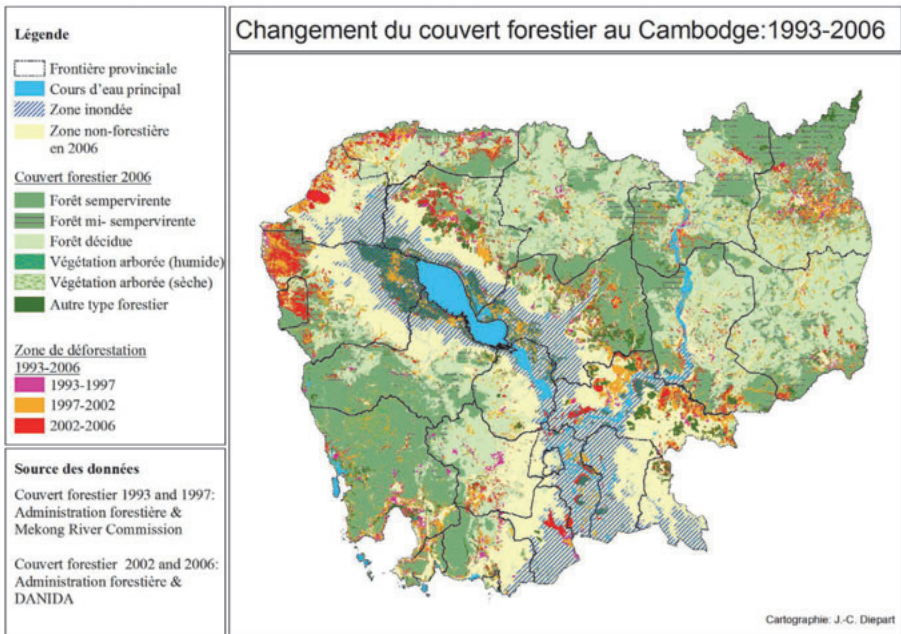 Changement du couvert forestier au Cambodge:1993-2006
Légende
Frontière provinciale
Cours d'eau principal
Zone inondée
Zone non-forestière
en 2006
Couvert forestier 2006
Forêt sempervirente
Forêt mi- sempervirente
Forêt décidue
Végétation arborée (humide)
Végétation arborée (sèche)
Autre type forestier
Zone de déforestation
1993-2006
1993-1997
1997-2002
2002-2006
Source des données
Couvert forestier 1993 and 1997:
Administration forestière &
Mekong River Commission
Couvert forestier 2002 and 2006:
Administration forestière &
DANIDA
Cartographie: J.-C. Diepart